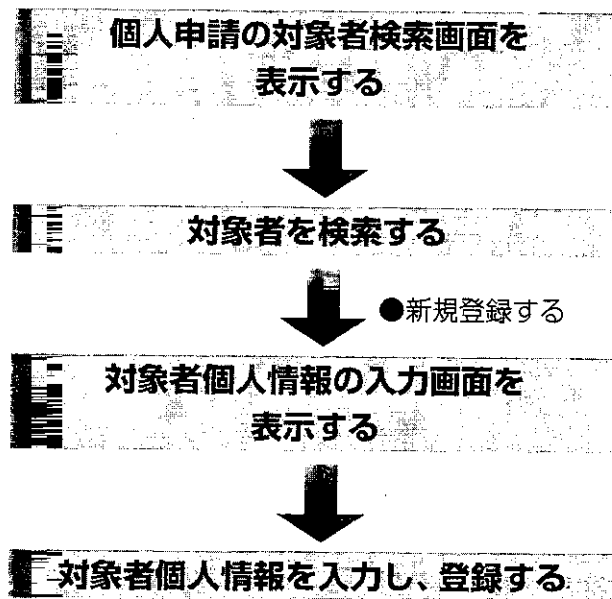 個人申請の対象者検索画面を
表示する
対象者を検索する
●新規登録する
対象者個人情報の入力画面を
表示する
対象者個人情報を入力し、登録する